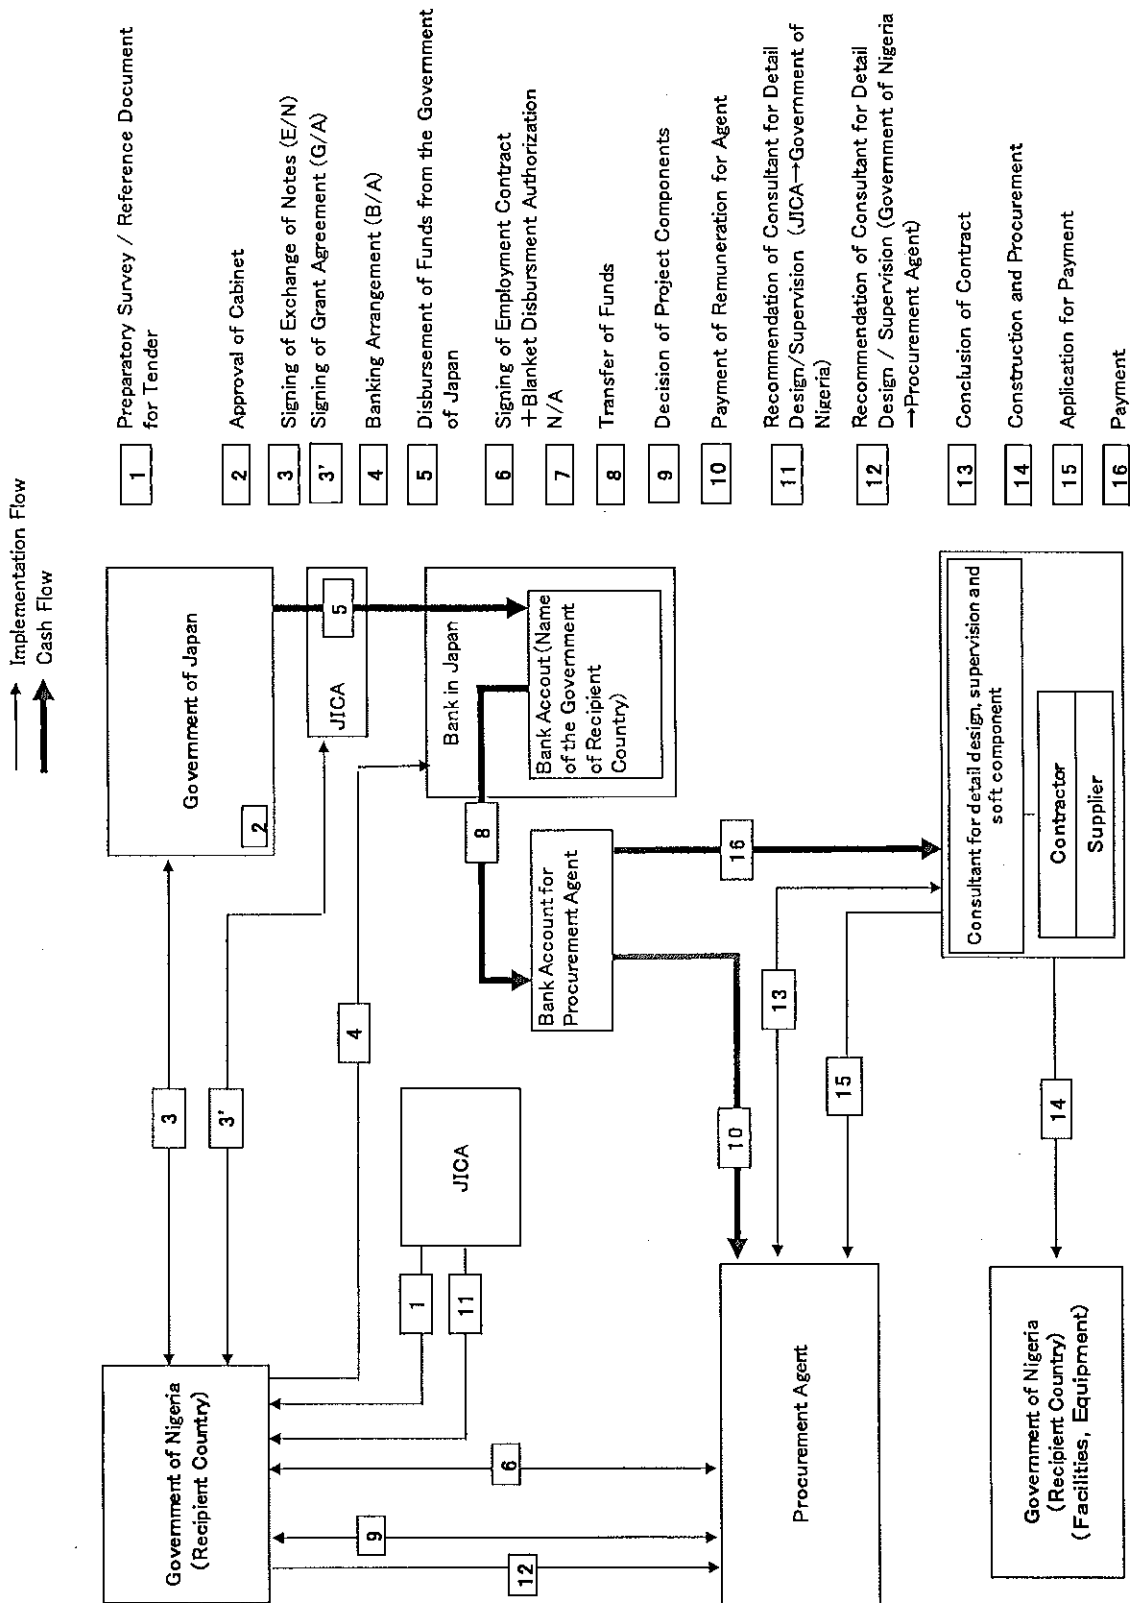 Implementation Flow
Cash Flow
Government of Nigeria
(Recipient Country)
3
3'
Government of Japan
2
JICA
5
4
Bank in Japan
Bank Accout (Name
of the Government
of Recipient
Country)
JICA
1
11
8
Bank Account for
Procurement Agent
6
9
12
10
16
13
15
Procurement Agent
Consultant for detail design, supervision and
soft component
Contractor
Supplier
14
Government of Nigeria
(Recipient Country)
(Facilities, Equipment)
1 Preparatory Survey / Reference Document
for Tender
2 Approval of Cabinet
3 Signing of Exchange of Notes (E/N)
3' Signing of Grant Agreement (G/A)
4 Banking Arrangement (B/A)
5 Disbursement of Funds from the Government
of Japan
6 Signing of Employment Contract
+Blanket Disbursment Authorization
7 N/A
8 Transfer of Funds
9 Decision of Project Components
10 Payment of Remuneration for Agent
11 Recommendation of Consultant for Detail
Design/Supervision (JICA→Government of
Nigeria)
12 Recommendation of Consultant for Detail
Design / Supervision (Government of Nigeria
→Procurement Agent)
13 Conclusion of Contract
14 Construction and Procurement
15 Application for Payment
16 Payment